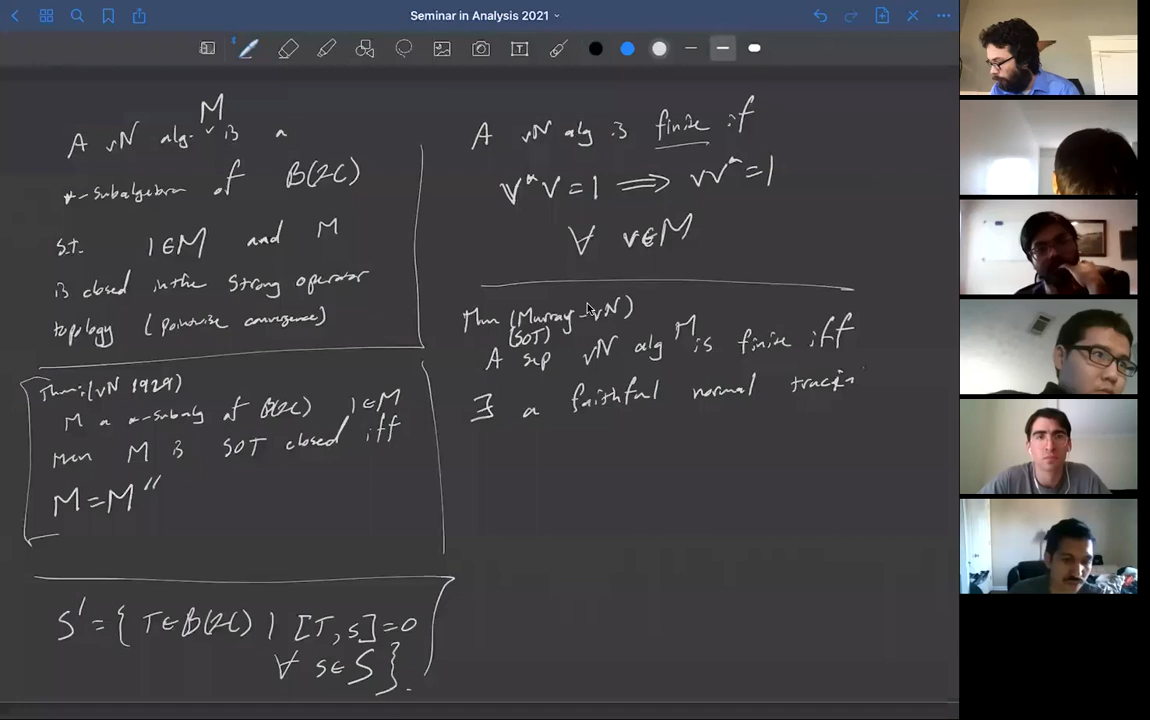 Seminar in Analysis 2021
A vN alg. M is a
*-subalgebra of B(H)
s.t. 1∈M and M
is closed in the strong operator
topology (pointwise convergence)
Thm: (vN 1929)
M a *-subalg of B(H) 1∈M
then M is SOT closed iff
M=M''
S'={ T∈B(H) | [T,s]=0
∀ s∈S}.
A vN alg is finite if
V*V=1 ⟹ VV*=1
∀ v∈M
Thm (Murray-vN)
(SOT)
A sep vN alg M is finite iff
∃ a faithful normal tracia